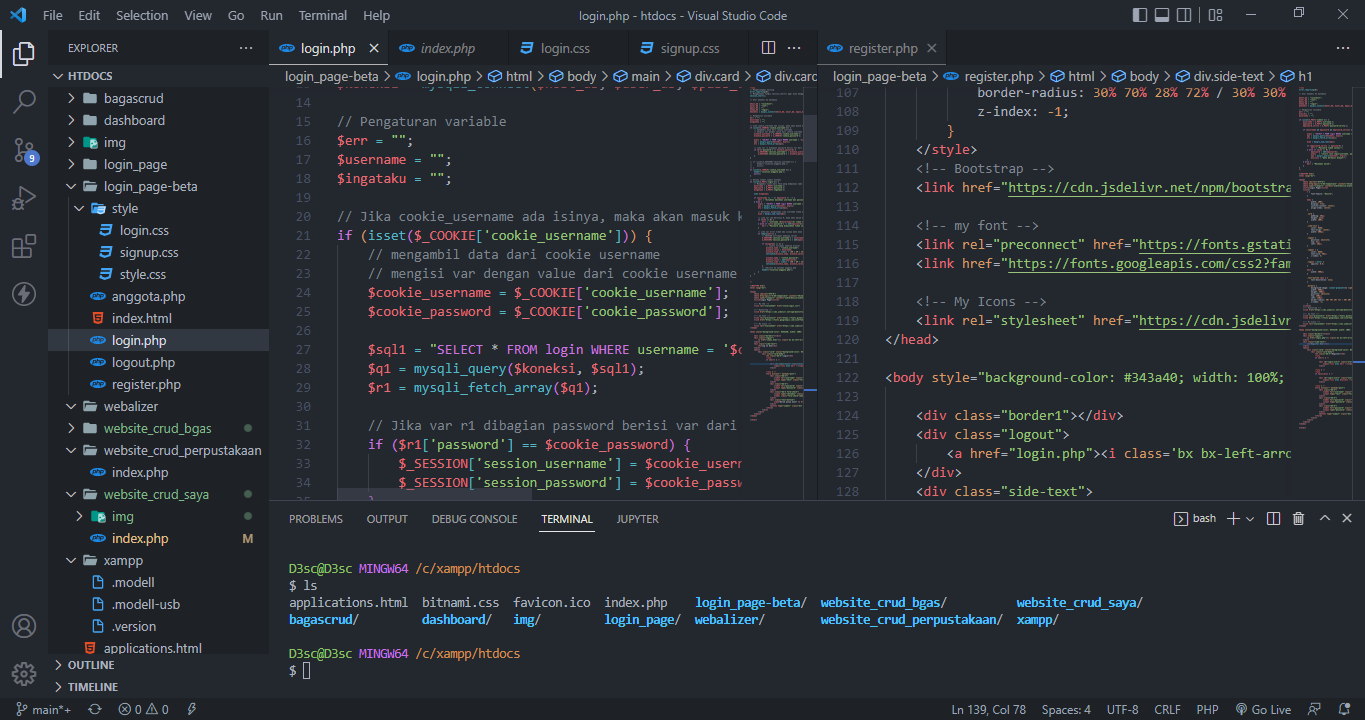 File Edit Selection View Go Run Terminal Help
login.php - htdocs - Visual Studio Code
EXPLORER
HTDOCS
bagascrud
dashboard
img
login_page
login_page-beta
style
login.css
signup.css
style.css
anggota.php
index.html
login.php
logout.php
register.php
webalizer
website_crud_bgas
website_crud_perpustakaan
index.php
website_crud_saya
img
index.php M
xampp
.modell
.modell-usb
.version
applications.html
OUTLINE
TIMELINE
9
login.php index.php login.css signup.css
login_page-beta > login.php > html > body > main > div.card > div.card
14
15 // Pengaturan variable
16 $err = "";
17 $username = "";
18 $ingataku = "";
19
20 // Jika cookie_username ada isinya, maka akan masuk k
21 if (isset($_COOKIE['cookie_username'])) {
22 // mengambil data dari cookie username
23 // mengisi var dengan value dari cookie username
24 $cookie_username = $_COOKIE['cookie_username'];
25 $cookie_password = $_COOKIE['cookie_password'];
26
27 $sql1 = "SELECT * FROM login WHERE username = '$c
28 $q1 = mysqli_query($koneksi, $sql1);
29 $r1 = mysqli_fetch_array($q1);
30
31 // Jika var r1 dibagian password berisi var dari
32 if ($r1['password'] == $cookie_password) {
33 $_SESSION['session_username'] = $cookie_usern
34 $_SESSION['session_password'] = $cookie_passw
register.php
login_page-beta > register.php > html > body > div.side-text > h1
107 border-radius: 30% 70% 28% 72% / 30% 30%
108 z-index: -1;
109 }
110 </style>
111 <!-- Bootstrap -->
112 <link href="https://cdn.jsdelivr.net/npm/bootstra
113
114 <!-- my font -->
115 <link rel="preconnect" href="https://fonts.gstati
116 <link href="https://fonts.googleapis.com/css2?fam
117
118 <!-- My Icons -->
119 <link rel="stylesheet" href="https://cdn.jsdelivr
120 </head>
121
122 <body style="background-color: #343a40; width: 100%;
123
124 <div class="border1"></div>
125 <div class="logout">
126 <a href="login.php"><i class='bx bx-left-arro
127 </div>
128 <div class="side-text">
PROBLEMS OUTPUT DEBUG CONSOLE TERMINAL JUPYTER
bash
D3sc@D3sc MINGW64 /c/xampp/htdocs
$ ls
applications.html bitnami.css favicon.ico index.php login_page-beta/ website_crud_bgas/ website_crud_saya/
bagascrud/ dashboard/ img/ login_page/ webalizer/ website_crud_perpustakaan/ xampp/
D3sc@D3sc MINGW64 /c/xampp/htdocs
$
main*+ 0 0 Ln 139, Col 78 Spaces: 4 UTF-8 CRLF PHP Go Live